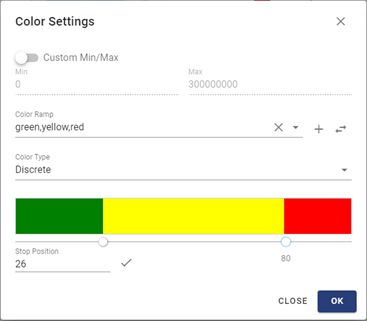 Color Settings
Custom Min/Max
Min Max
0 300000000
Color Ramp
green,yellow,red
Color Type
Discrete
Stop Position
26
80
CLOSE OK